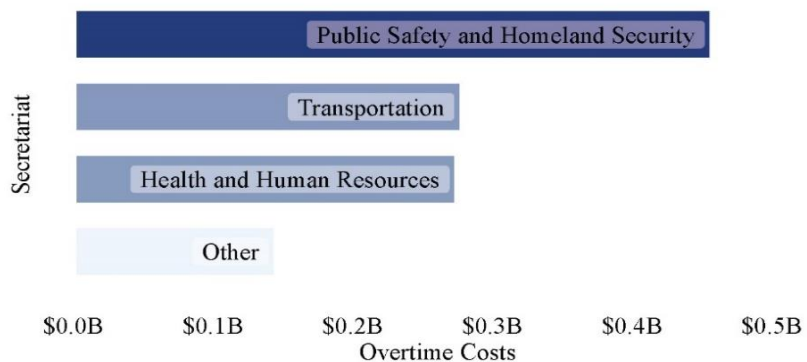 Public Safety and Homeland Security
Transportation
Secretariat
Health and Human Resources
Other
$0.0B $0.1B $0.2B $0.3B $0.4B $0.5B
Overtime Costs